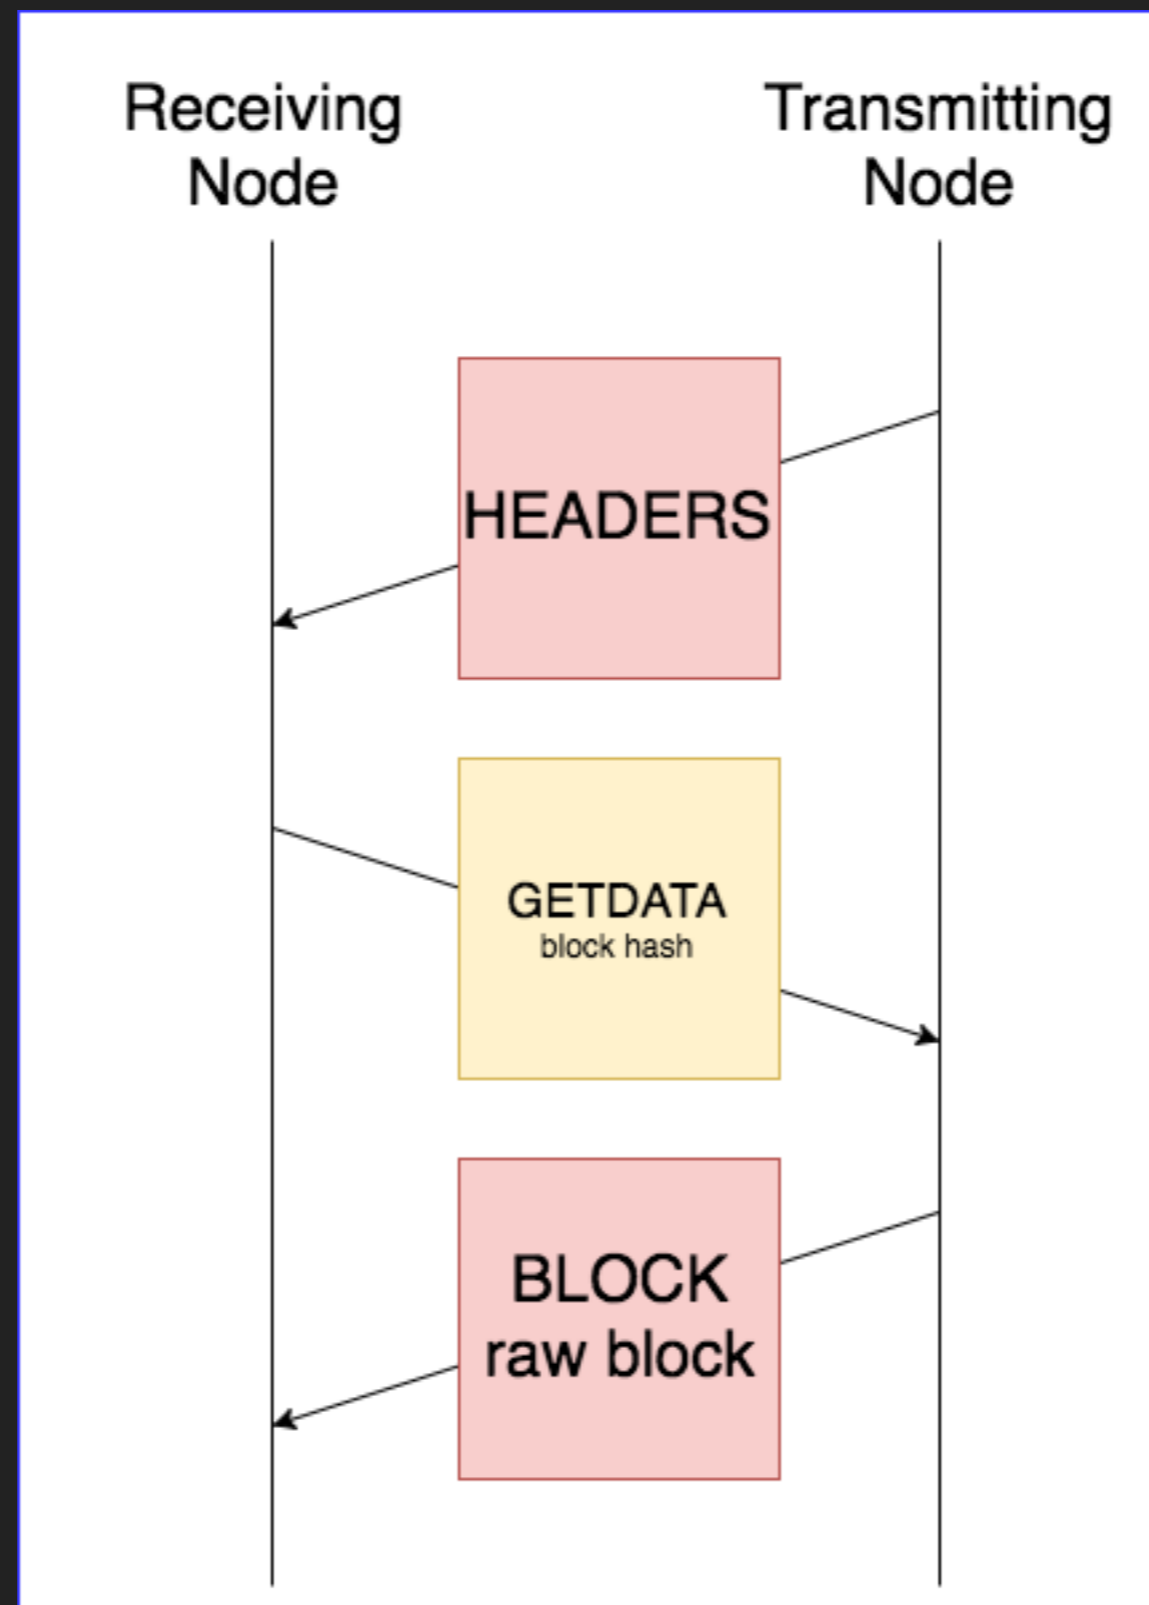 Receiving
Node
Transmitting
Node
HEADERS
GETDATA
block hash
BLOCK
raw block